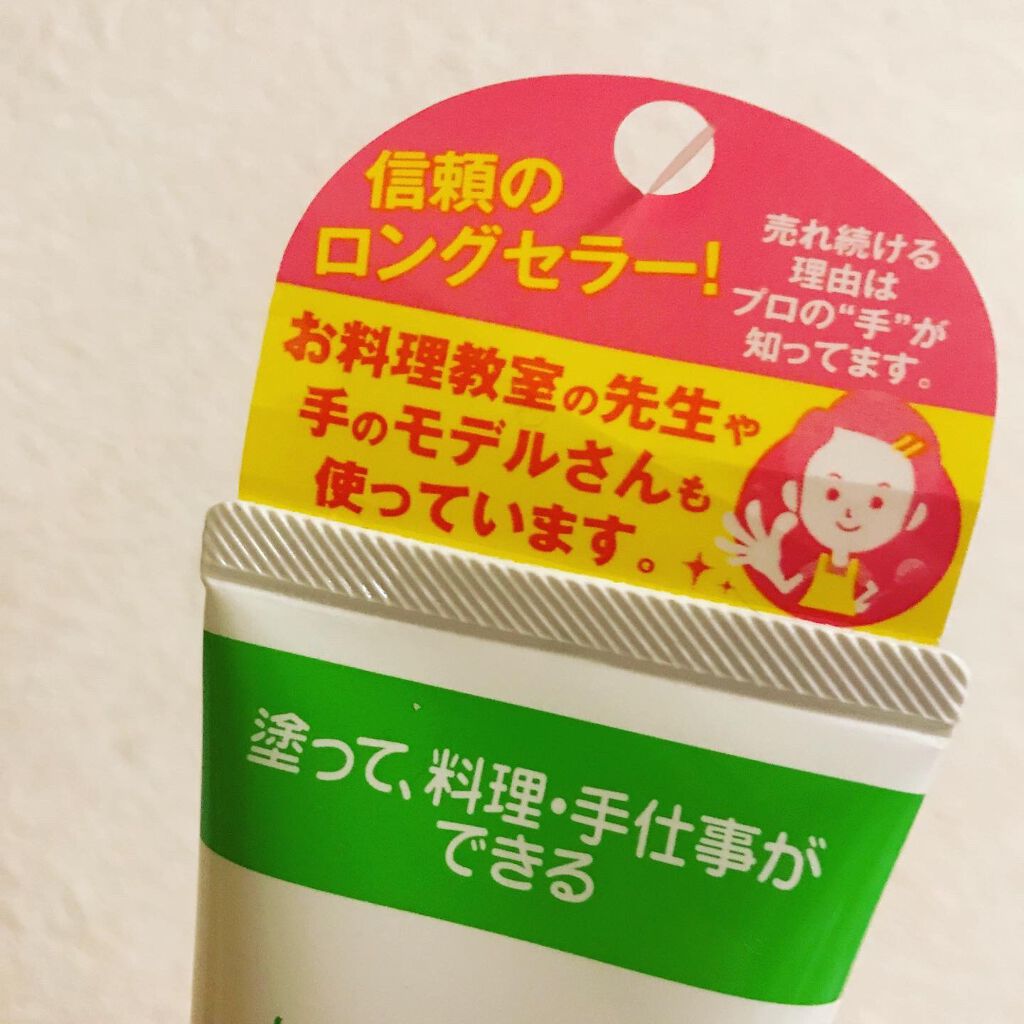 信頼の
ロングセラー!
売れ続ける
理由は
プロの“手”が
知ってます。
お料理教室の先生や
手のモデルさんも
使っています。
塗って、料理・手仕事が
できる